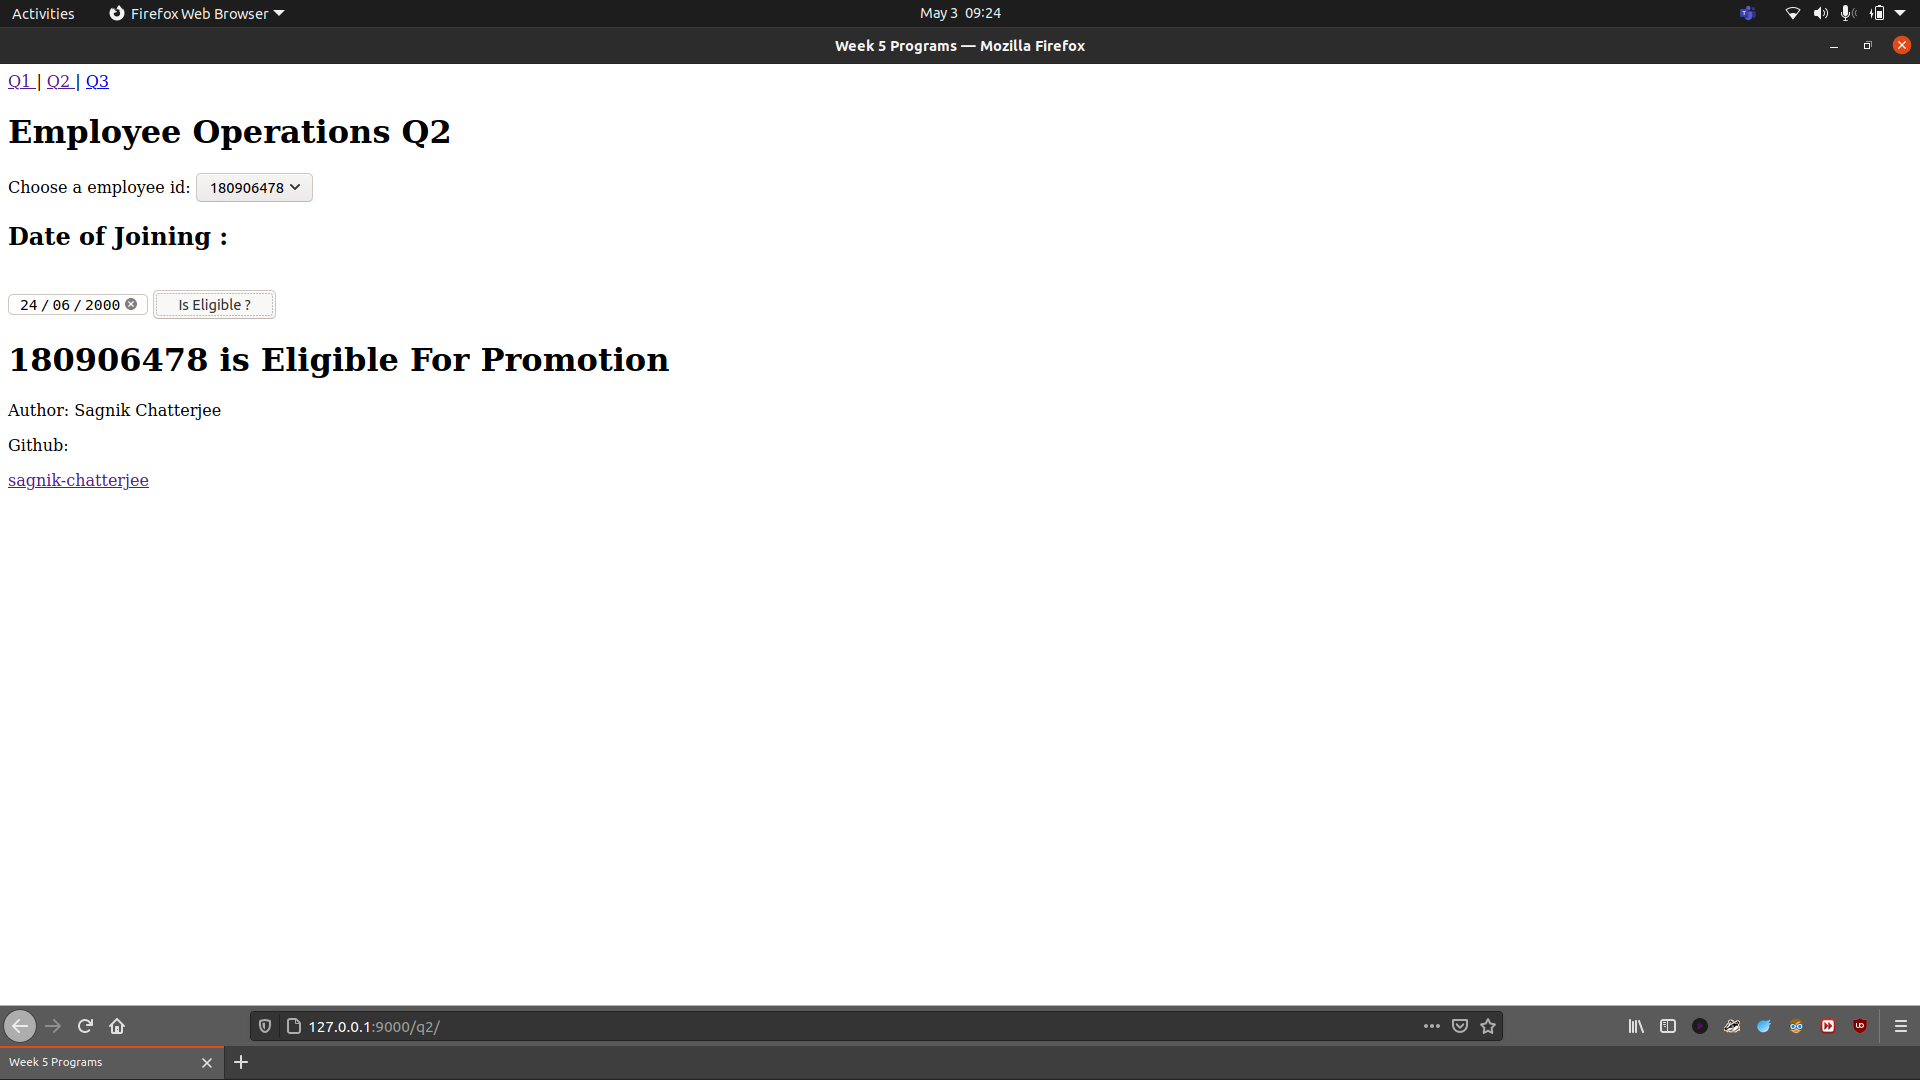 Activities Firefox Web Browser May 3 09:24
Week 5 Programs — Mozilla Firefox
Q1 | Q2 | Q3
Employee Operations Q2
Choose a employee id: 180906478
Date of Joining :
24 / 06 / 2000 Is Eligible ?
180906478 is Eligible For Promotion
Author: Sagnik Chatterjee
Github:
sagnik-chatterjee
127.0.0.1:9000/q2/
Week 5 Programs